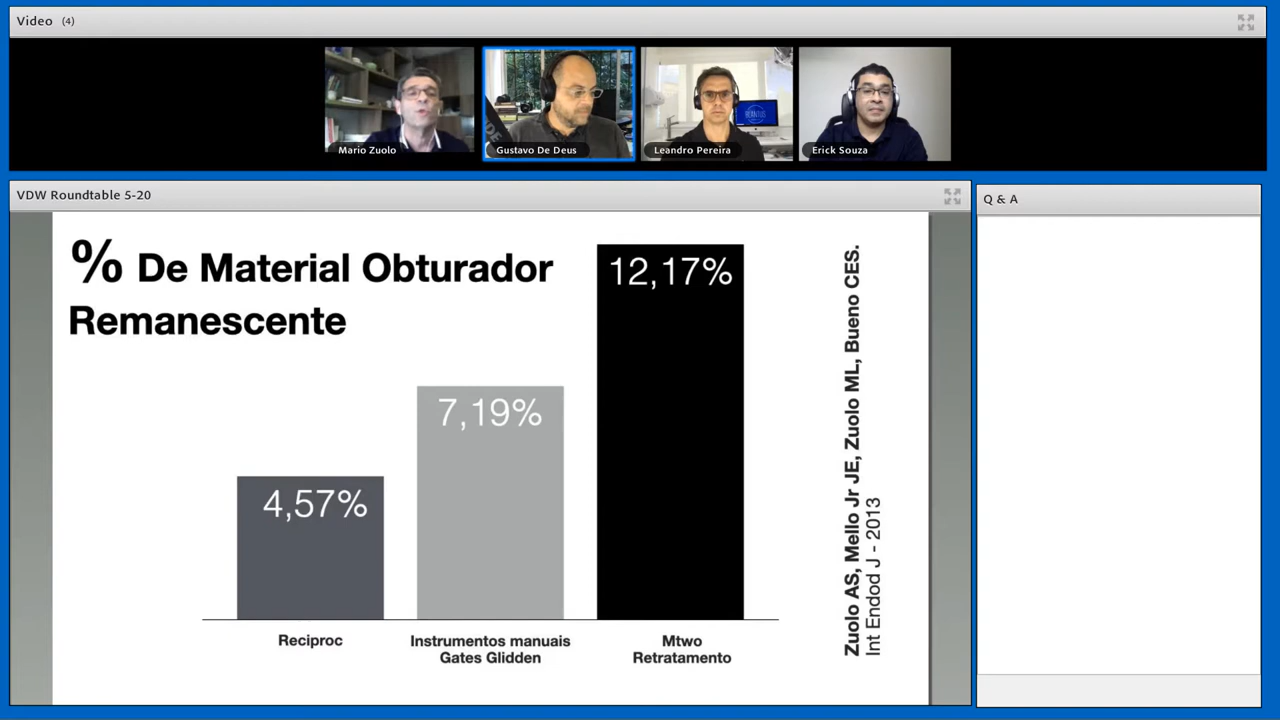 Video (4)
Mario Zuolo
Gustavo De Deus
Leandro Pereira
Erick Souza
VDW Roundtable 5-20
Q & A
% De Material Obturador
Remanescente
4,57%
7,19%
12,17%
Reciproc
Instrumentos manuais
Gates Glidden
Mtwo
Retratamento
Zuolo AS, Mello Jr JE, Zuolo ML, Bueno CES.
Int Endod J - 2013